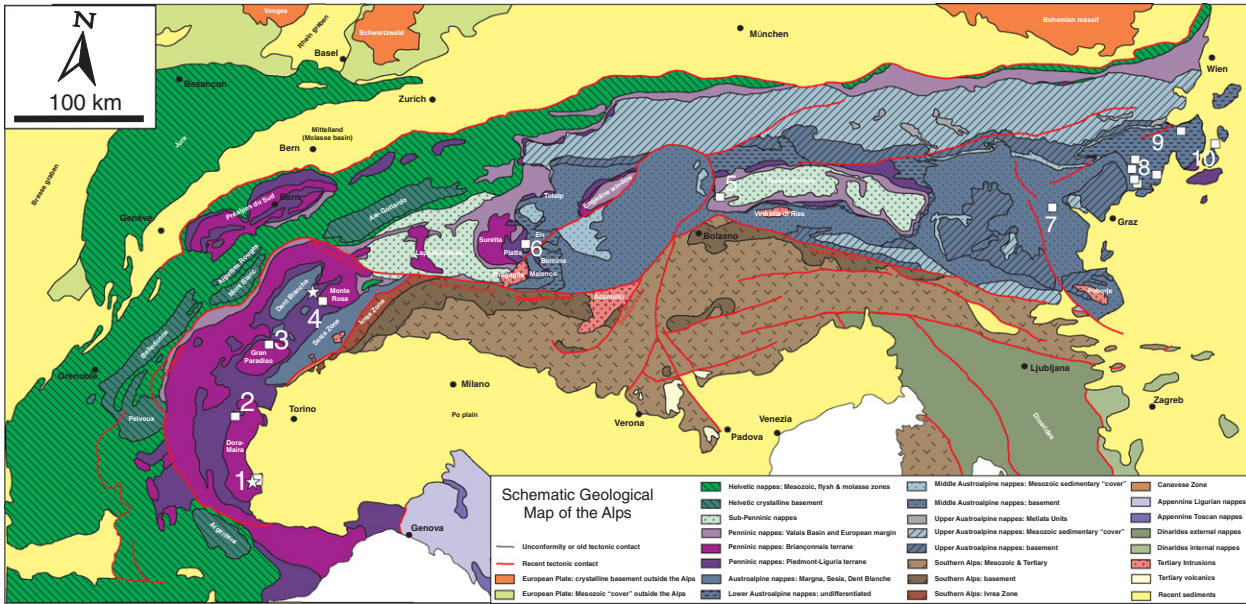 N
100 km
Vosges
Schwartzwald
Rhein graben
Basel
Besançon
Zurich
Mittelland
(Molasse basin)
Bern
Jura
Bresse graben
Genève
München
Bohemian massif
Wien
Préalpes du Sud
Bern
Aar-Gottardo
Aiguilles Rouges
Mont Blanc
Belledonne
Grenoble
Pelvoux
Argentera
Dent Blanche
Monte
Rosa
4
Sesia Zone
Ivrea Zone
3
Gran
Paradiso
2
Dora-
Maira
1
Torino
Milano
Po plain
Genova
Suretta
Totalp
Engadine window
Err
6
Platta
Bernina
Malenco
Bregaglia
Adamello
5
Vedrette di Ries
Bolzano
Verona
Padova
Venezia
7
8
9
10
Graz
Pohorje
Ljubljana
Zagreb
Dinarides
Schematic Geological
Map of the Alps
Unconformity or old tectonic contact
Recent tectonic contact
European Plate: crystalline basement outside the Alps
European Plate: Mesozoic “cover” outside the Alps
Helvetic nappes: Mesozoic, flysh & molasse zones
Helvetic crystalline basement
Sub-Penninic nappes
Penninic nappes: Valais Basin and European margin
Penninic nappes: Briançonnais terrane
Penninic nappes: Piedmont-Liguria terrane
Austroalpine nappes: Margna, Sesia, Dent Blanche
Lower Austroalpine nappes: undifferentiated
Middle Austroalpine nappes: Mesozoic sedimentary “cover”
Middle Austroalpine nappes: basement
Upper Austroalpine nappes: Meliata Units
Upper Austroalpine nappes: Mesozoic sedimentary “cover”
Upper Austroalpine nappes: basement
Southern Alps: Mesozoic & Tertiary
Southern Alps: basement
Southern Alps: Ivrea Zone
Canavese Zone
Appennine Ligurian nappes
Appennine Toscan nappes
Dinarides external nappes
Dinarides internal nappes
Tertiary Intrusions
Tertiary volcanics
Recent sediments